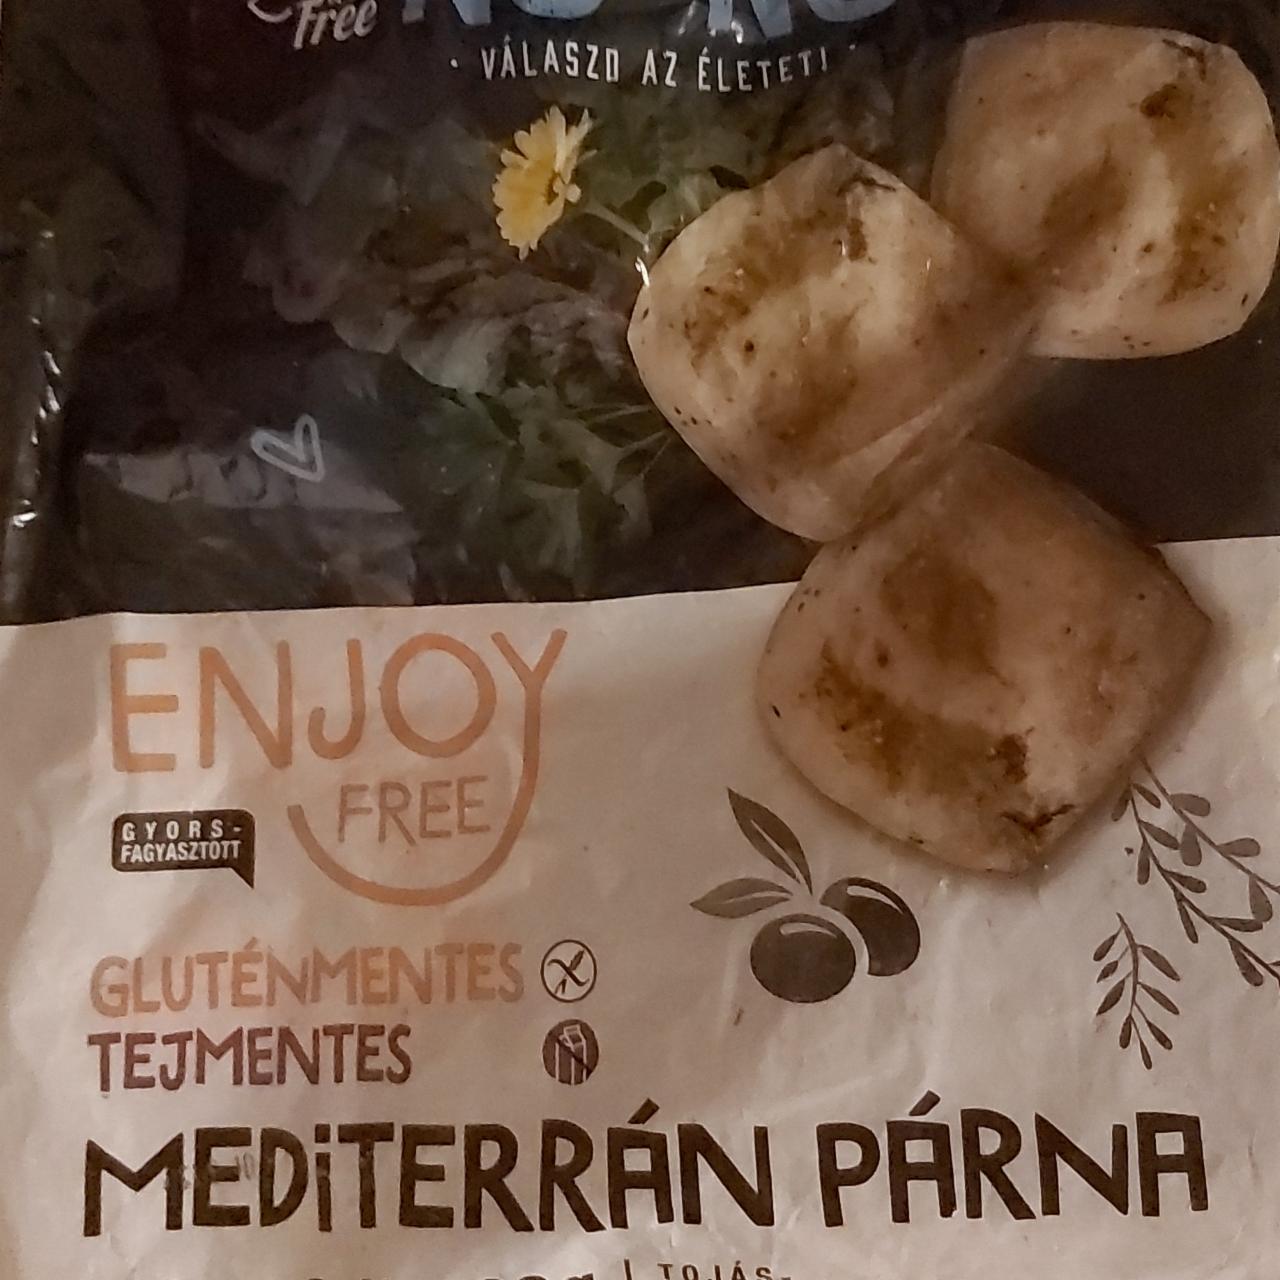 Free
· VÁLASZD AZ ÉLETET! ·
ENJOY
FREE
GYORS-
FAGYASZTOTT
GLUTÉNMENTES
TEJMENTES
MEDiTERRÁN PÁRNA
TOJÁS-